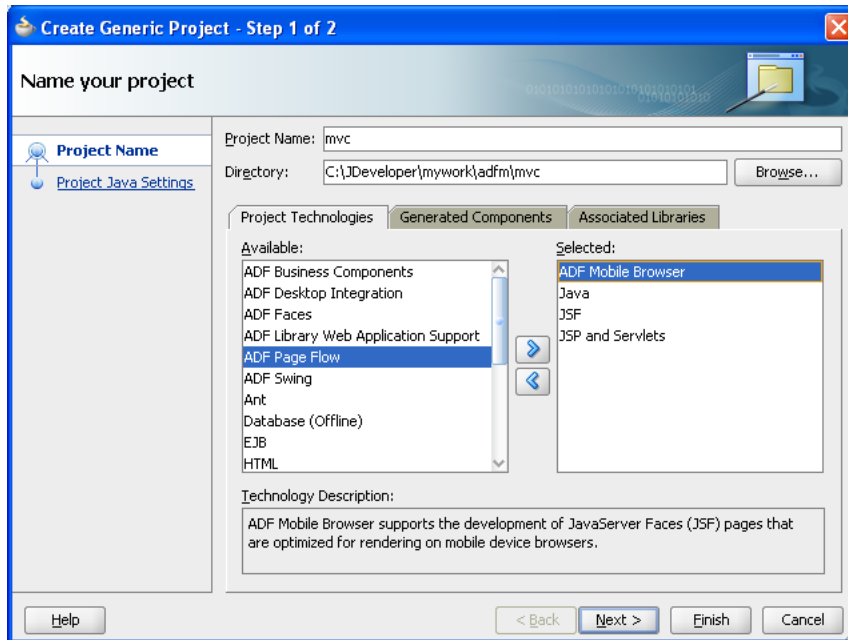 Create Generic Project - Step 1 of 2
Name your project
Project Name
Project Java Settings
Project Name: mvc
Directory: C:\JDeveloper\mywork\adfm\mvc Browse...
Project Technologies Generated Components Associated Libraries
Available:
ADF Business Components
ADF Desktop Integration
ADF Faces
ADF Library Web Application Support
ADF Page Flow
ADF Swing
Ant
Database (Offline)
EJB
HTML
Selected:
ADF Mobile Browser
Java
JSF
JSP and Servlets
Technology Description:
ADF Mobile Browser supports the development of JavaServer Faces (JSF) pages that
are optimized for rendering on mobile device browsers.
Help < Back Next > Finish Cancel